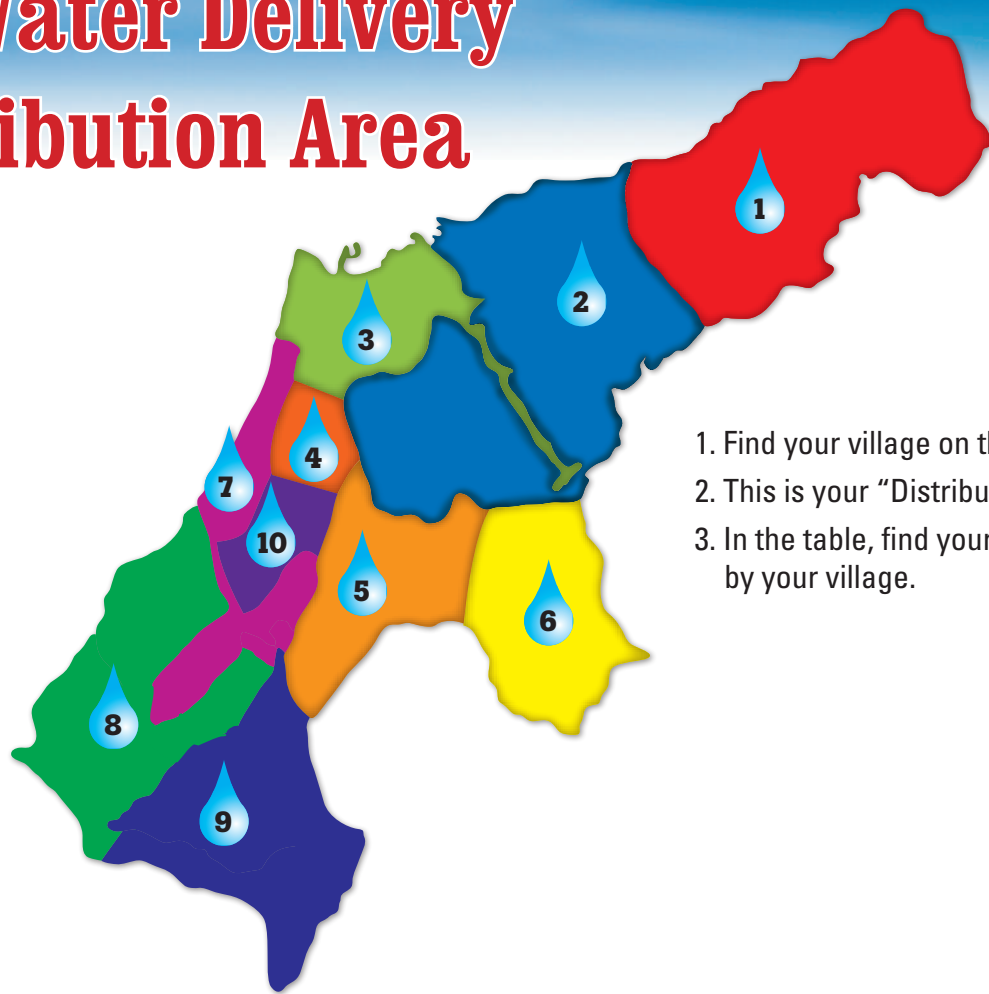 Water Delivery
ibution Area
1
2
3
4
7
10
5
6
8
9
1. Find your village on th
2. This is your “Distribu
3. In the table, find your
by your village.